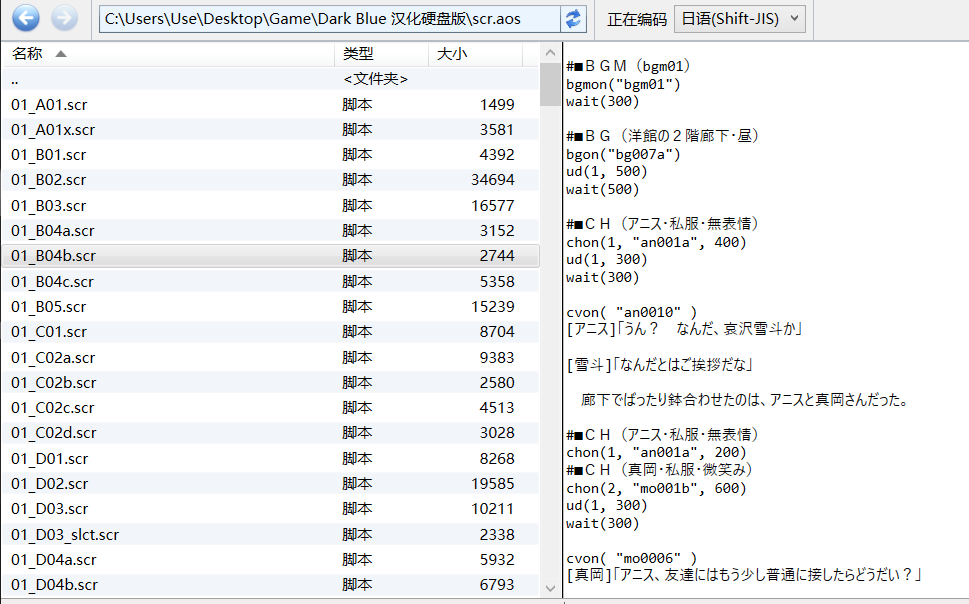 C:\Users\Use\Desktop\Game\Dark Blue 汉化硬盘版\scr.aos
正在编码 日语(Shift-JIS)
名称 类型 大小
.. <文件夹>
01_A01.scr 脚本 1499
01_A01x.scr 脚本 3581
01_B01.scr 脚本 4392
01_B02.scr 脚本 34694
01_B03.scr 脚本 16577
01_B04a.scr 脚本 3152
01_B04b.scr 脚本 2744
01_B04c.scr 脚本 5358
01_B05.scr 脚本 15239
01_C01.scr 脚本 8704
01_C02a.scr 脚本 9383
01_C02b.scr 脚本 2580
01_C02c.scr 脚本 4513
01_C02d.scr 脚本 3028
01_D01.scr 脚本 8268
01_D02.scr 脚本 19585
01_D03.scr 脚本 10211
01_D03_slct.scr 脚本 2338
01_D04a.scr 脚本 5932
01_D04b.scr 脚本 6793
#■ＢＧＭ（bgm01）
bgmon("bgm01")
wait(300)
#■ＢＧ（洋館の２階廊下・昼）
bgon("bg007a")
ud(1, 500)
wait(500)
#■ＣＨ（アニス・私服・無表情）
chon(1, "an001a", 400)
ud(1, 300)
wait(300)
cvon( "an0010" )
[アニス]「うん？　なんだ、哀沢雪斗か」
[雪斗]「なんだとはご挨拶だな」
廊下でばったり鉢合わせたのは、アニスと真岡さんだった。
#■ＣＨ（アニス・私服・無表情）
chon(1, "an001a", 200)
#■ＣＨ（真岡・私服・微笑み）
chon(2, "mo001b", 600)
ud(1, 300)
wait(300)
cvon( "mo0006" )
[真岡]「アニス、友達にはもう少し普通に接したらどうだい？」